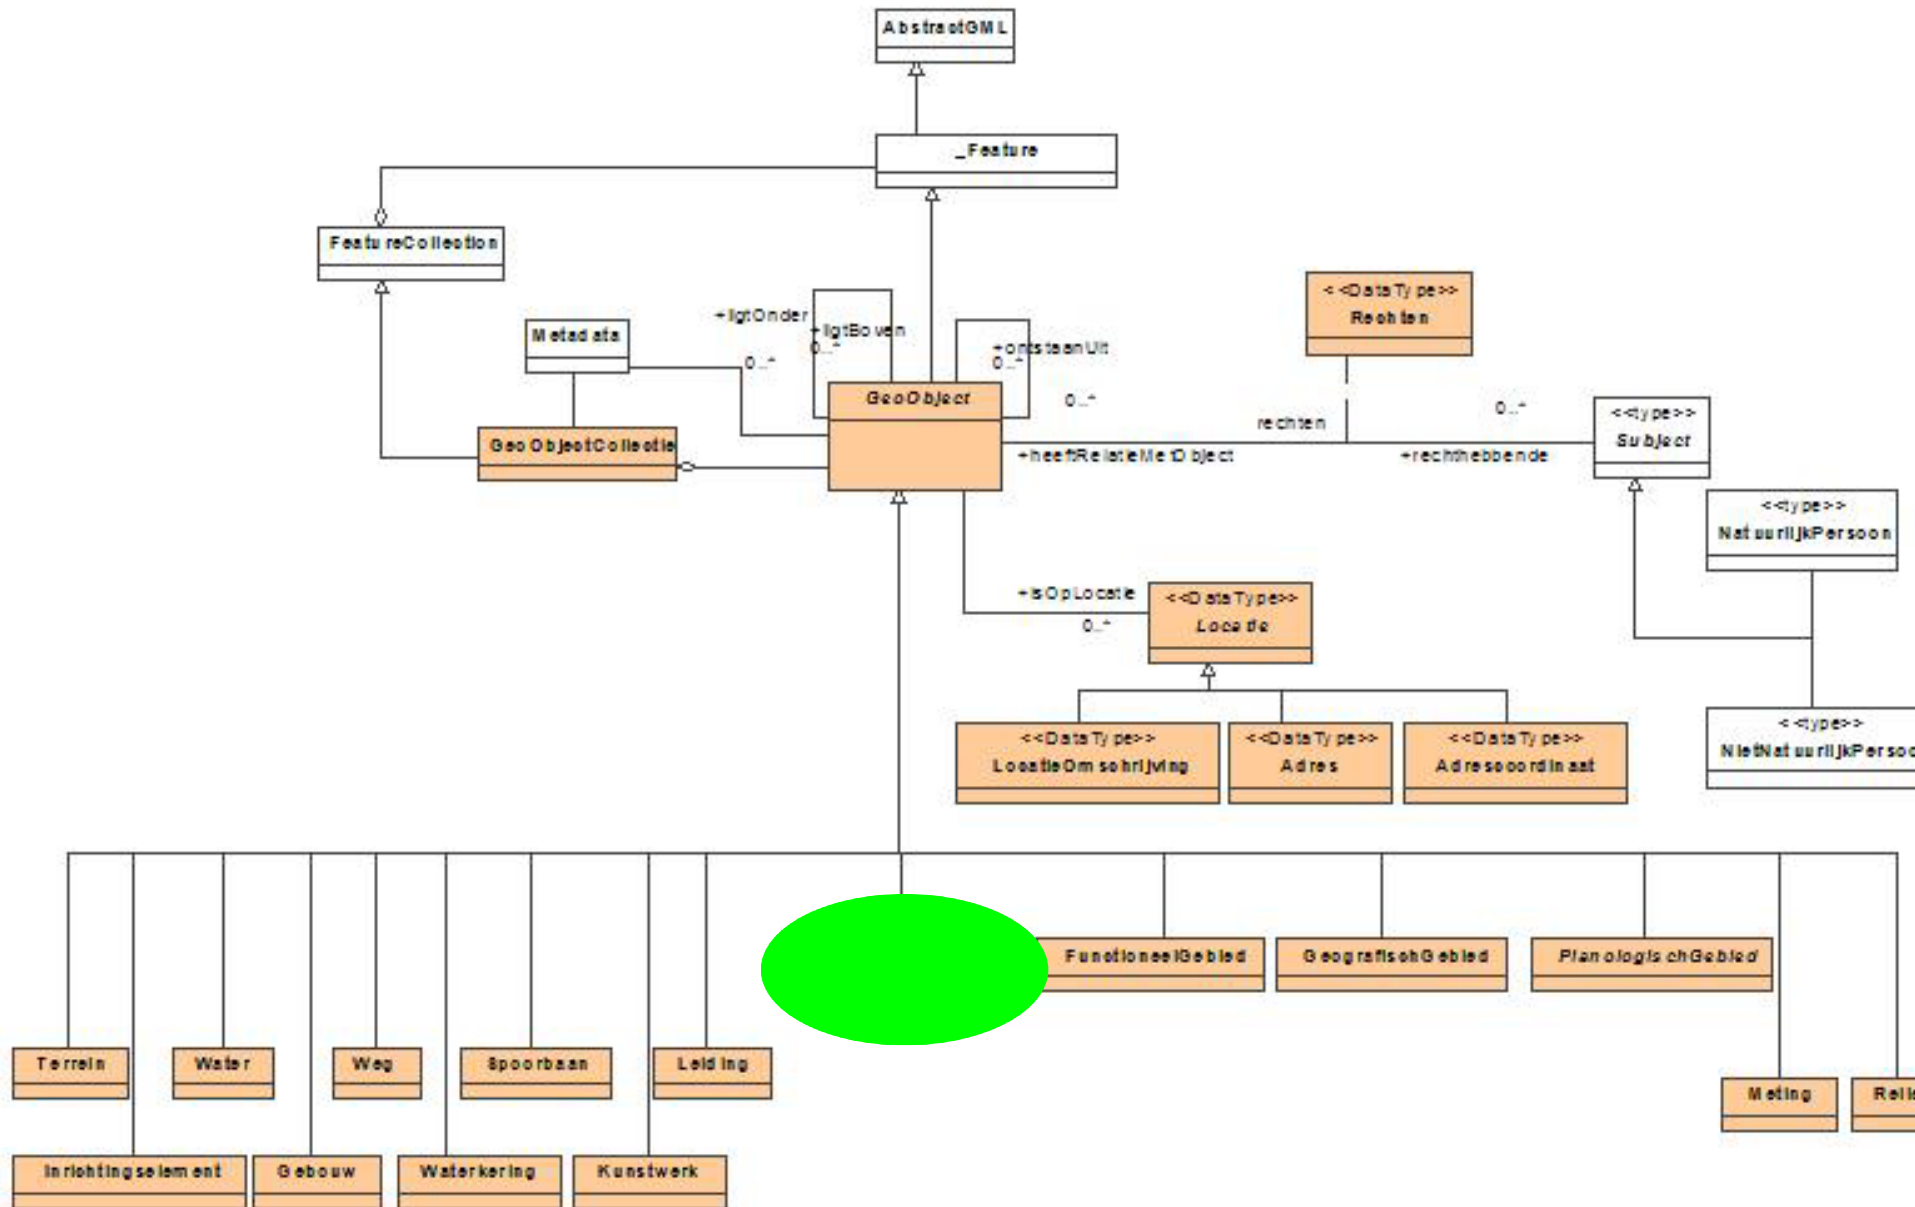 AbstractGML
_Feature
FeatureCollection
<<DataType>>
Rechten
+ligtOnder
+ligtBoven
Metadata
0..*
0..*
+ontstaanUit
0..*
GeoObject
0..*
0..*
<<type>>
Subject
rechten
GeoObjectCollectie
+heeftRelatieMetObject
+rechthebbende
<<type>>
NatuurlijkPersoon
+isOpLocatie
0..*
<<DataType>>
Locatie
<<DataType>>
LocatieOmschrijving
<<DataType>>
Adres
<<DataType>>
Adrescoordinaat
<<type>>
NietNatuurlijkPersoo
FunctioneelGebied
GeografischGebied
PlanologischGebied
Terrein
Water
Weg
Spoorbaan
Leiding
Meting
Relie
Inrichtingselement
Gebouw
Waterkering
Kunstwerk